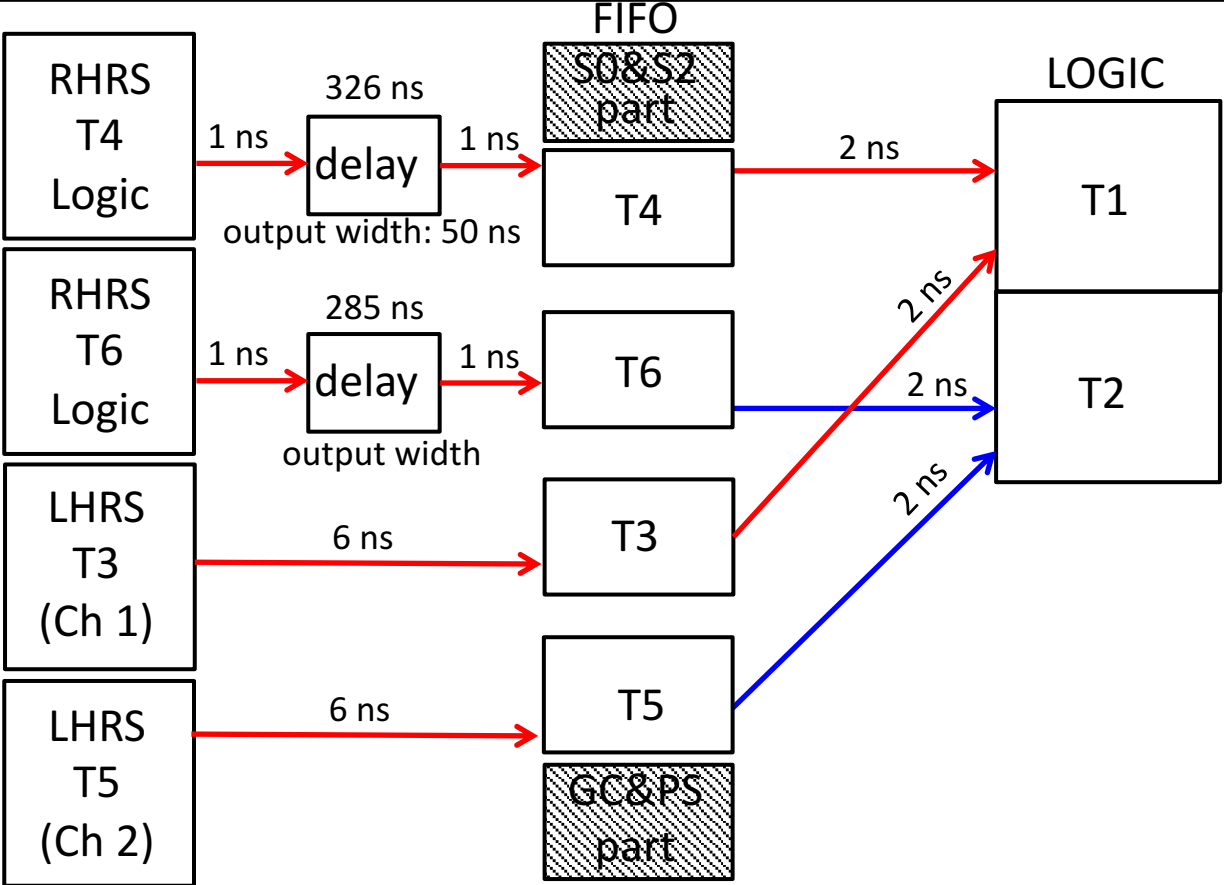 FIFO
S0&S2
part
LOGIC
RHRS
T4
Logic
1 ns
326 ns
delay
output width: 50 ns
1 ns
T4
2 ns
T1
RHRS
T6
Logic
1 ns
285 ns
delay
output width
1 ns
T6
2 ns
2 ns
T2
LHRS
T3
(Ch 1)
6 ns
T3
2 ns
LHRS
T5
(Ch 2)
6 ns
T5
GC&PS
part